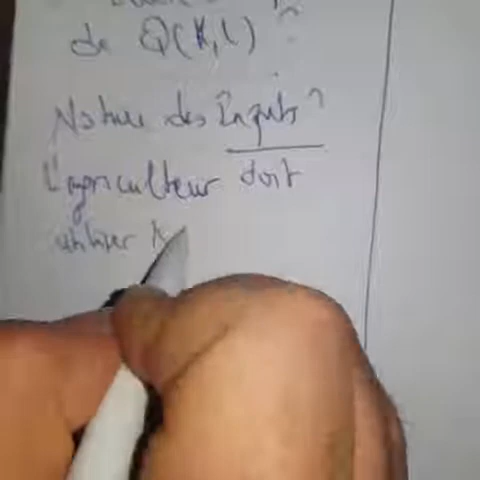 de Q(K,L) ?
Nature des Inputs ?
L'agriculteur doit
utiliser K